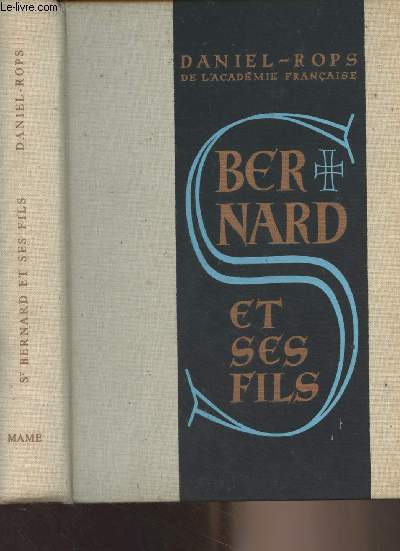 Le-livre.com
DANIEL-ROPS
DE L'ACADÉMIE FRANÇAISE
S
BER
NARD
ET
SES
FILS
ST BERNARD ET SES FILS DANIEL-ROPS
MAME